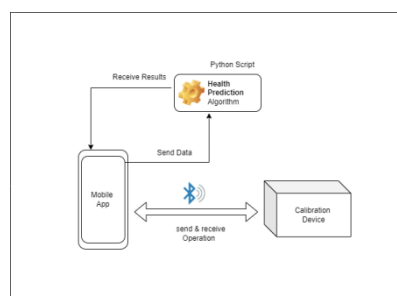 Python Script
Receive Results
Health
Prediction
Algorithm
Send Data
Mobile
App
Calibration
Device
send & receive
Operation